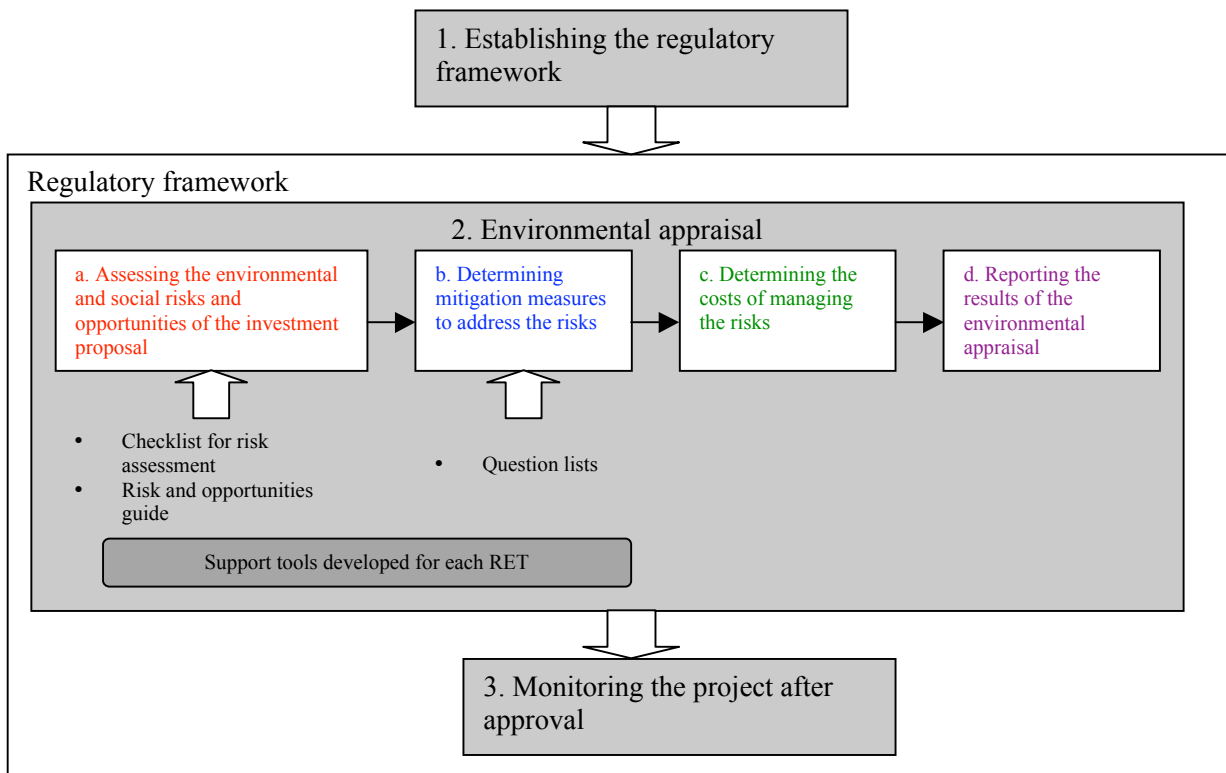 1. Establishing the regulatory
framework
Regulatory framework
2. Environmental appraisal
a. Assessing the environmental
and social risks and
opportunities of the investment
proposal
b. Determining
mitigation measures
to address the risks
c. Determining the
costs of managing
the risks
d. Reporting the
results of the
environmental
appraisal
• Checklist for risk
assessment
• Risk and opportunities
guide
• Question lists
Support tools developed for each RET
3. Monitoring the project after
approval